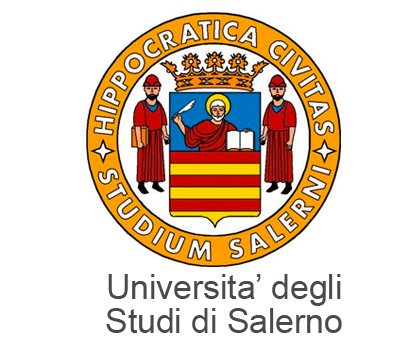 HIPPOCRATICA CIVITAS
STUDIUM SALERNI
Universita' degli
Studi di Salerno